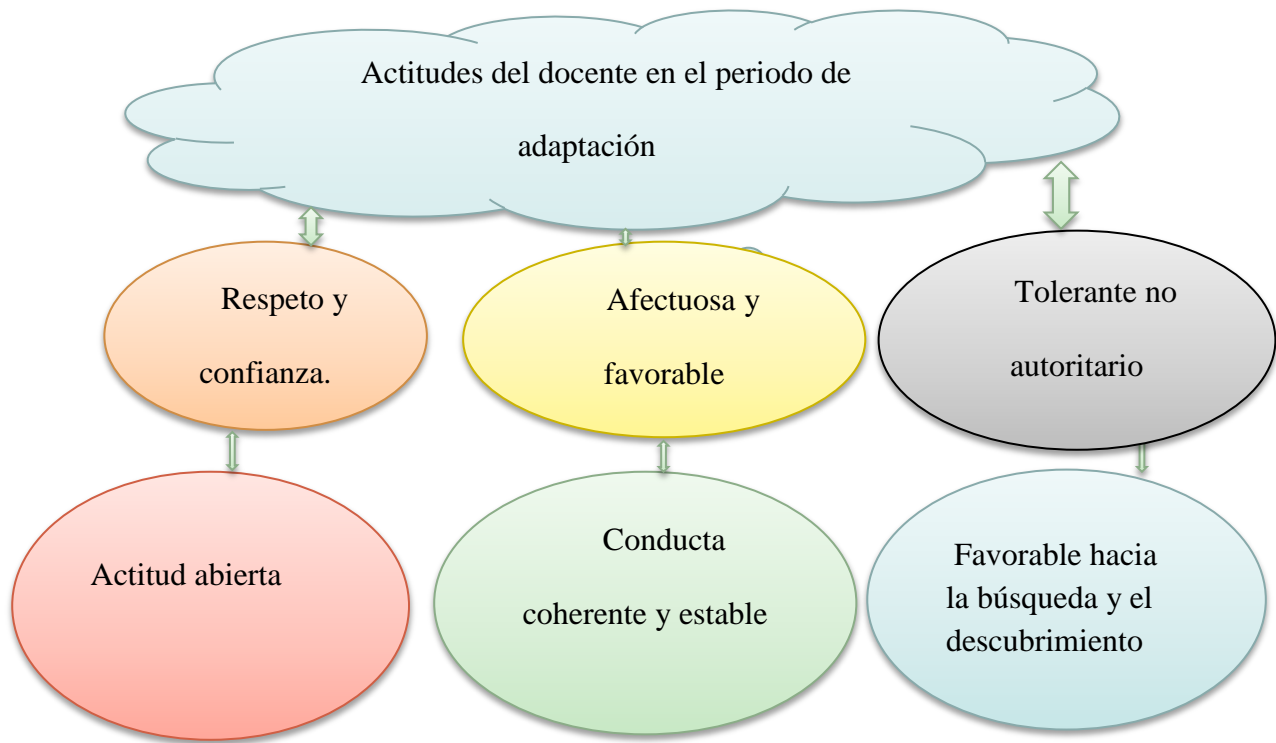 Actitudes del docente en el periodo de
adaptación
Respeto y
confianza.
Afectuosa y
favorable
Tolerante no
autoritario
Actitud abierta
Conducta
coherente y estable
Favorable hacia
la búsqueda y el
descubrimiento